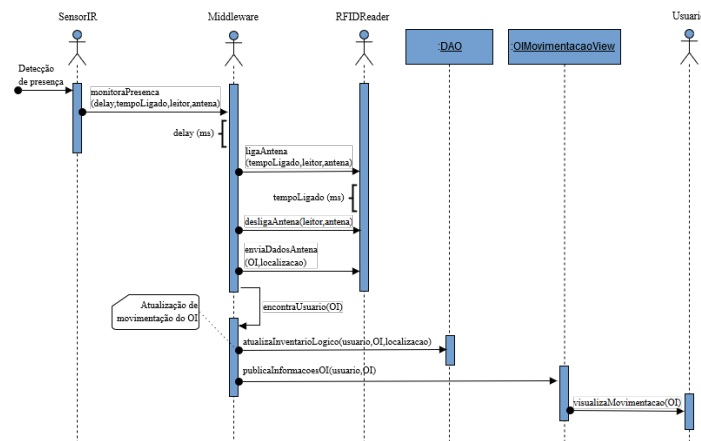 SensorIR
Middleware
RFIDReader
:DAO
:OIMovimentacaoView
Usuari
Detecção
de presença
monitoraPresenca
(delay,tempoLigado,leitor,antena)
delay (ms)
ligaAntena
(tempoLigado,leitor,antena)
tempoLigado (ms)
desligaAntena(leitor,antena)
enviaDadosAntena
(OI,localizacao)
encontraUsuario(OI)
Atualização de
movimentação do OI
atualizaInventarioLogico(usuario,OI,localizacao)
publicaInformacoesOI(usuario,OI)
visualizaMovimentacao(OI)